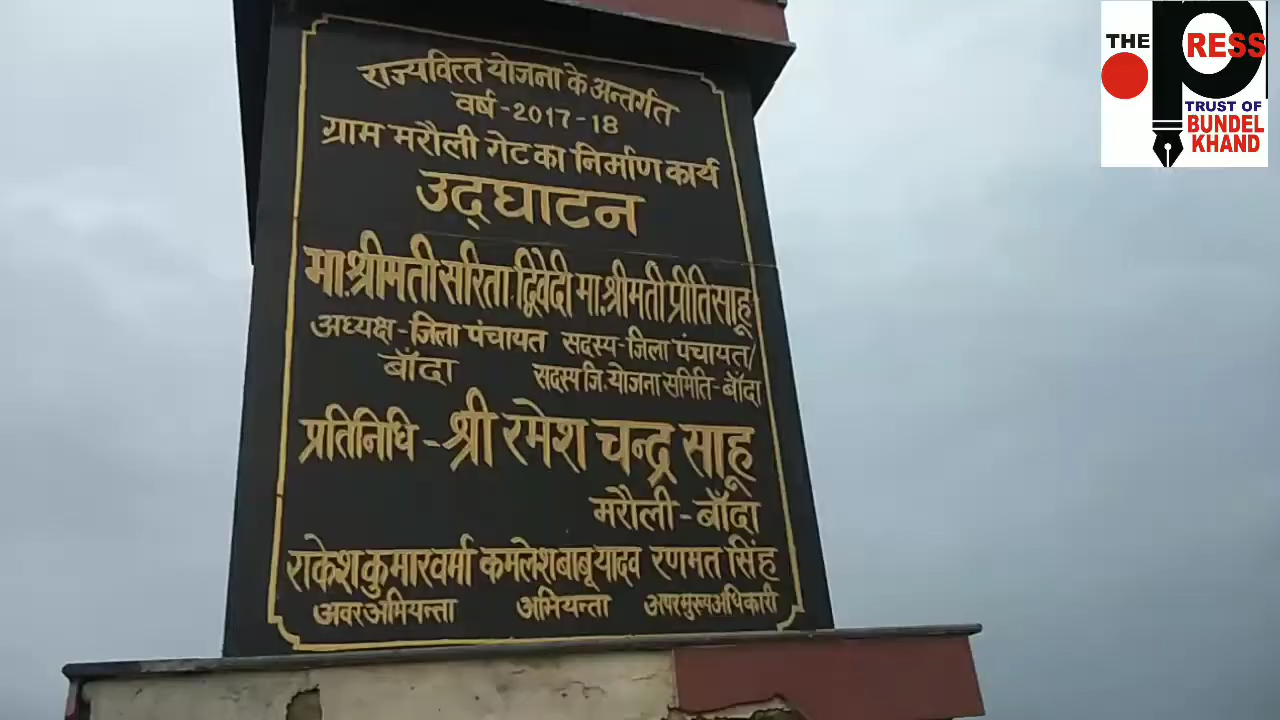 राज्यवित्त योजना के अन्तर्गत
वर्ष-2017-18
ग्राम मरौली गेट का निर्माण कार्य
उद्घाटन
मा.श्रीमती सरिता द्विवेदी मा.श्रीमती प्रीति साहू
अध्यक्ष-जिला पंचायत सदस्य-जिला पंचायत/
बाँदा सदस्य जि.योजना समिति-बाँदा
प्रतिनिधि-श्री रमेश चन्द्र साहू
मरौली-बाँदा
राकेश कुमार वर्मा कमलेश बाबू यादव रणमत सिंह
अवर अभियन्ता अभियन्ता अपर मुख्य अधिकारी
THE PRESS
TRUST OF
BUNDEL
KHAND